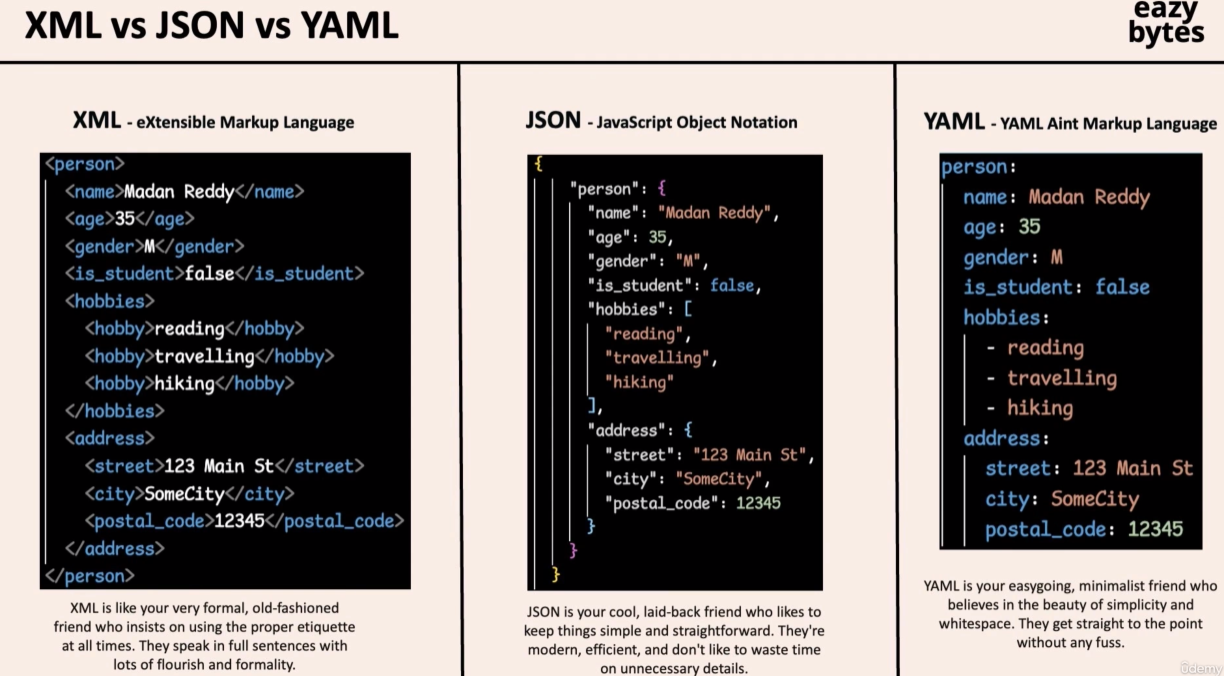 XML vs JSON vs YAML
eazy
bytes
XML - eXtensible Markup Language
<person>
<name>Madan Reddy</name>
<age>35</age>
<gender>M</gender>
<is_student>false</is_student>
<hobbies>
<hobby>reading</hobby>
<hobby>travelling</hobby>
<hobby>hiking</hobby>
</hobbies>
<address>
<street>123 Main St</street>
<city>SomeCity</city>
<postal_code>12345</postal_code>
</address>
</person>
XML is like your very formal, old-fashioned
friend who insists on using the proper etiquette
at all times. They speak in full sentences with
lots of flourish and formality.
JSON - JavaScript Object Notation
{
"person": {
"name": "Madan Reddy",
"age": 35,
"gender": "M",
"is_student": false,
"hobbies": [
"reading",
"travelling",
"hiking"
],
"address": {
"street": "123 Main St",
"city": "SomeCity",
"postal_code": 12345
}
}
}
JSON is your cool, laid-back friend who likes to
keep things simple and straightforward. They're
modern, efficient, and don't like to waste time
on unnecessary details.
YAML - YAML Aint Markup Language
person:
name: Madan Reddy
age: 35
gender: M
is_student: false
hobbies:
- reading
- travelling
- hiking
address:
street: 123 Main St
city: SomeCity
postal_code: 12345
YAML is your easygoing, minimalist friend who
believes in the beauty of simplicity and
whitespace. They get straight to the point
without any fuss.
ûdemy